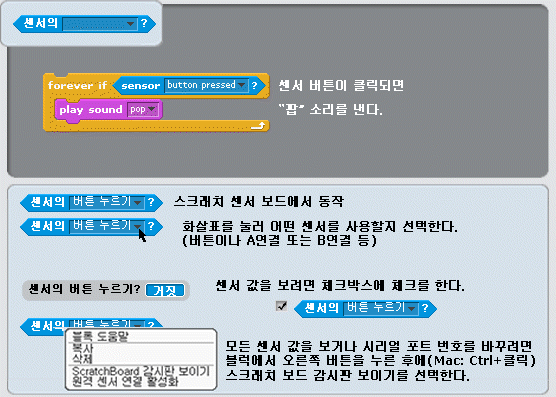 센서의 ?
forever if sensor button pressed ?
센서 버튼이 클릭되면
play sound pop
"팝" 소리를 낸다.
센서의 버튼 누르기 ?
스크래치 센서 보드에서 동작
센서의 버튼 누르기 ?
화살표를 눌러 어떤 센서를 사용할지 선택한다.
(버튼이나 A연결 또는 B연결 등)
센서의 버튼 누르기? 거짓
센서 값을 보려면 체크박스에 체크를 한다.
센서의 버튼 누르기 ?
센서의 버튼 누르기 ?
블록 도움말
복사
삭제
ScratchBoard 감시판 보이기
원격 센서 연결 활성화
모든 센서 값을 보거나 시리얼 포트 번호를 바꾸려면
블럭에서 오른쪽 버튼을 누른 후에(Mac: Ctrl+클릭)
스크래치 보드 감시판 보이기를 선택한다.